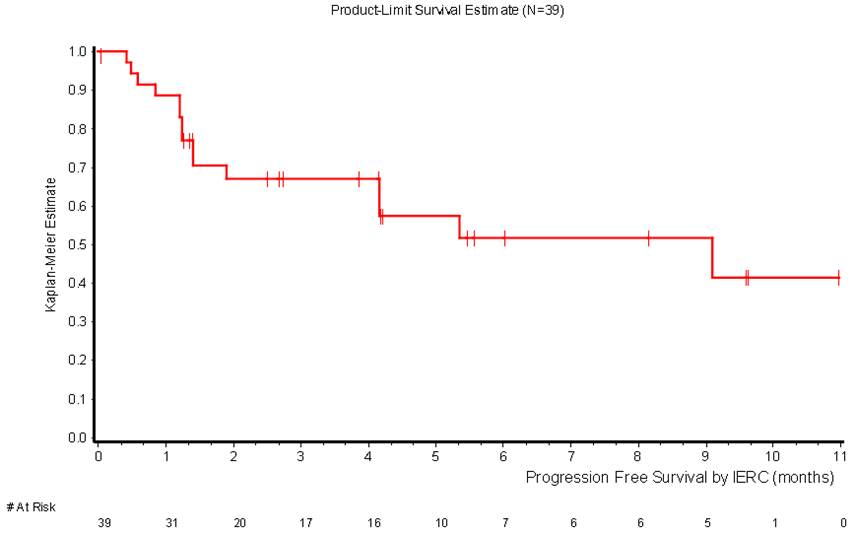 Product-Limit Survival Estimate (N=39)
1.0
0.9
0.8
0.7
0.6
0.5
0.4
0.3
0.2
0.1
0.0
Kaplan-Meier Estimate
0 1 2 3 4 5 6 7 8 9 10 11
Progression Free Survival by IERC (months)
# At Risk
39 31 20 17 16 10 7 6 6 5 1 0